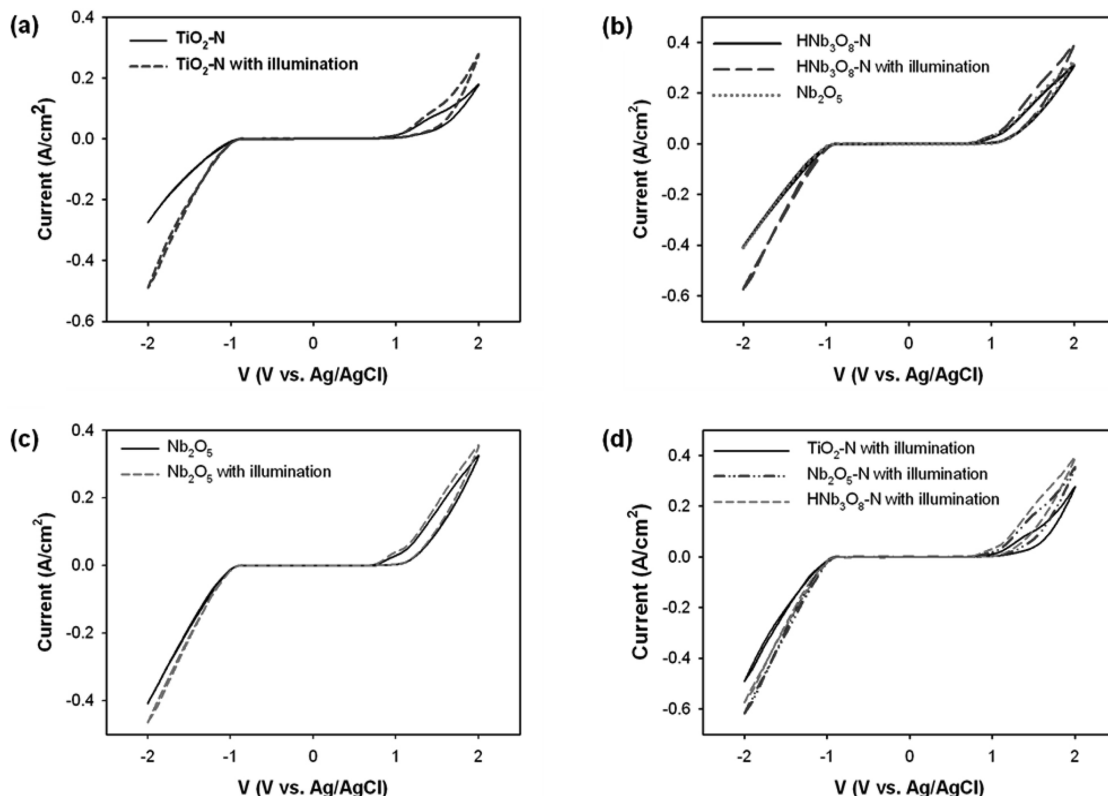 (a)
TiO₂-N
TiO₂-N with illumination
0.4
0.2
0.0
-0.2
-0.4
-0.6
Current (A/cm²)
-2 -1 0 1 2
V (V vs. Ag/AgCl)
(b)
HNb₃O₈-N
HNb₃O₈-N with illumination
Nb₂O₅
0.4
0.2
0.0
-0.2
-0.4
-0.6
Current (A/cm²)
-2 -1 0 1 2
V (V vs. Ag/AgCl)
(c)
Nb₂O₅
Nb₂O₅ with illumination
0.4
0.2
0.0
-0.2
-0.4
Current (A/cm²)
-2 -1 0 1 2
V (V vs. Ag/AgCl)
(d)
TiO₂-N with illumination
Nb₂O₅-N with illumination
HNb₃O₈-N with illumination
0.4
0.2
0.0
-0.2
-0.4
-0.6
Current (A/cm²)
-2 -1 0 1 2
V (V vs. Ag/AgCl)